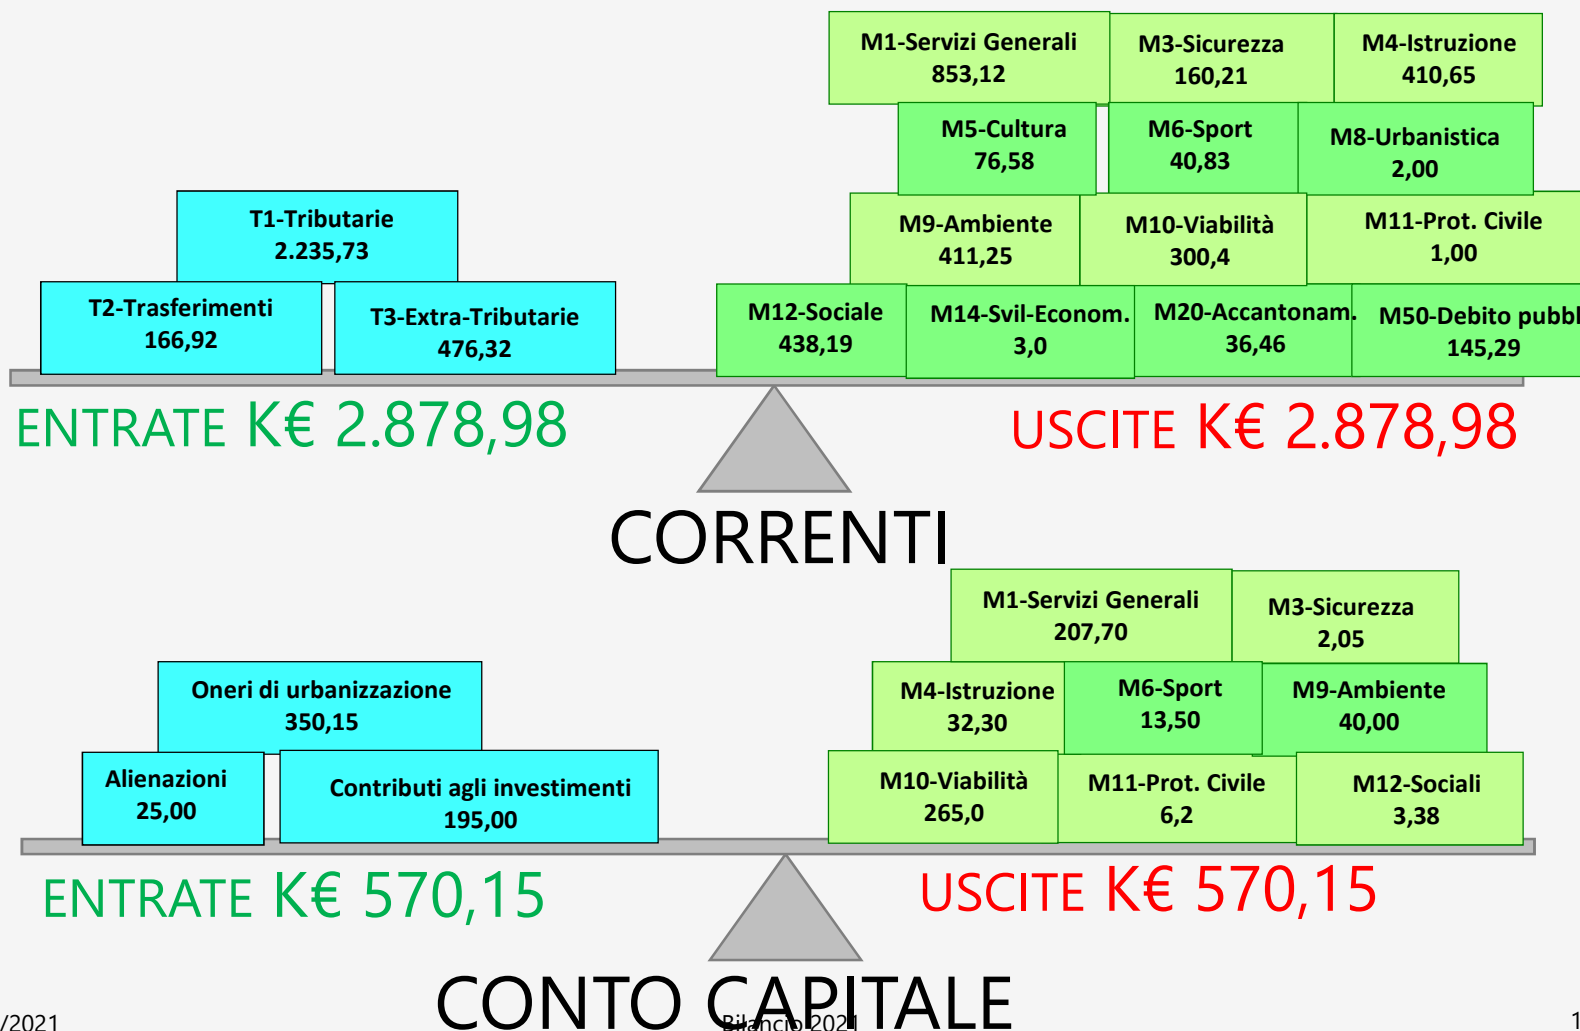 M1-Servizi Generali
853,12
M3-Sicurezza
160,21
M4-Istruzione
410,65
M5-Cultura
76,58
M6-Sport
40,83
M8-Urbanistica
2,00
T1-Tributarie
2.235,73
M9-Ambiente
411,25
M10-Viabilità
300,4
M11-Prot. Civile
1,00
T2-Trasferimenti
166,92
T3-Extra-Tributarie
476,32
M12-Sociale
438,19
M14-Svil-Econom.
3,0
M20-Accantonam.
36,46
M50-Debito pubbl
145,29
ENTRATE K€ 2.878,98
USCITE K€ 2.878,98
CORRENTI
M1-Servizi Generali
207,70
M3-Sicurezza
2,05
Oneri di urbanizzazione
350,15
M4-Istruzione
32,30
M6-Sport
13,50
M9-Ambiente
40,00
Alienazioni
25,00
Contributi agli investimenti
195,00
M10-Viabilità
265,0
M11-Prot. Civile
6,2
M12-Sociali
3,38
ENTRATE K€ 570,15
USCITE K€ 570,15
CONTO CAPITALE
/2021
Bilancio 2021
1